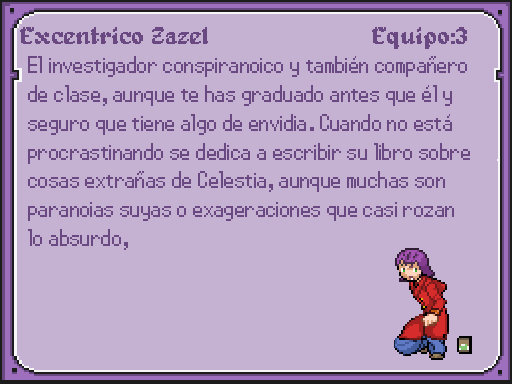 Excentrico Zazel Equipo:3
El investigador conspiranoico y también compañero
de clase, aunque te has graduado antes que él y
seguro que tiene algo de envidia. Cuando no está
procrastinando se dedica a escribir su libro sobre
cosas extrañas de Celestia, aunque muchas son
paranoias suyas o exageraciones que casi rozan
lo absurdo,